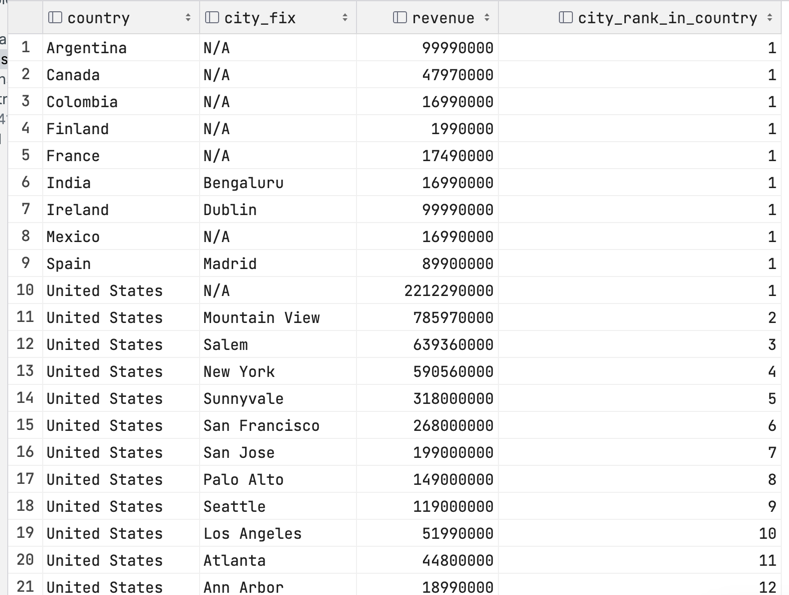 country city_fix revenue city_rank_in_country
1 Argentina N/A 99990000 1
2 Canada N/A 47970000 1
3 Colombia N/A 16990000 1
4 Finland N/A 1990000 1
5 France N/A 17490000 1
6 India Bengaluru 16990000 1
7 Ireland Dublin 99990000 1
8 Mexico N/A 16990000 1
9 Spain Madrid 89900000 1
10 United States N/A 2212290000 1
11 United States Mountain View 785970000 2
12 United States Salem 639360000 3
13 United States New York 590560000 4
14 United States Sunnyvale 318000000 5
15 United States San Francisco 268000000 6
16 United States San Jose 199000000 7
17 United States Palo Alto 149000000 8
18 United States Seattle 119000000 9
19 United States Los Angeles 51990000 10
20 United States Atlanta 44800000 11
21 United States Ann Arbor 18990000 12